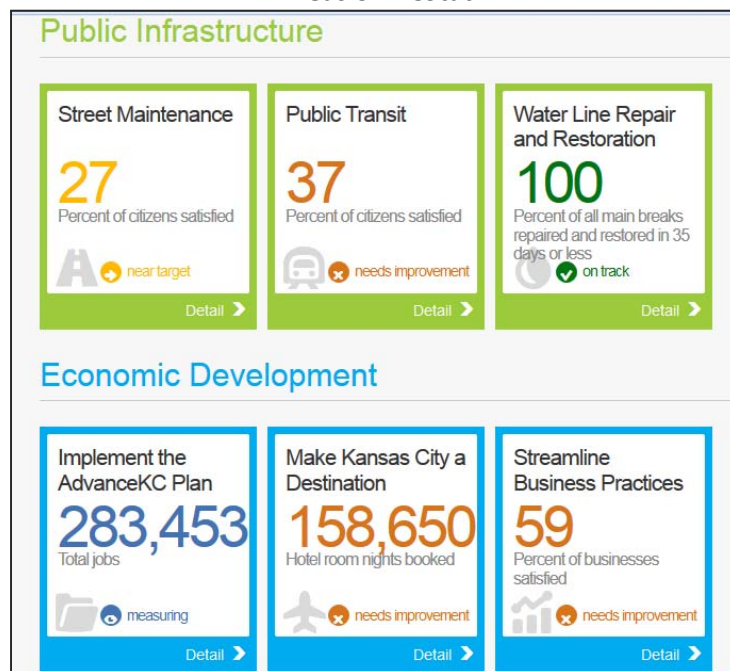 Public Infrastructure
Street Maintenance
27
Percent of citizens satisfied
near target
Detail
Public Transit
37
Percent of citizens satisfied
needs improvement
Detail
Water Line Repair
and Restoration
100
Percent of all main breaks
repaired and restored in 35
days or less
on track
Detail
Economic Development
Implement the
AdvanceKC Plan
283,453
Total jobs
measuring
Detail
Make Kansas City a
Destination
158,650
Hotel room nights booked
needs improvement
Detail
Streamline
Business Practices
59
Percent of businesses
satisfied
needs improvement
Detail